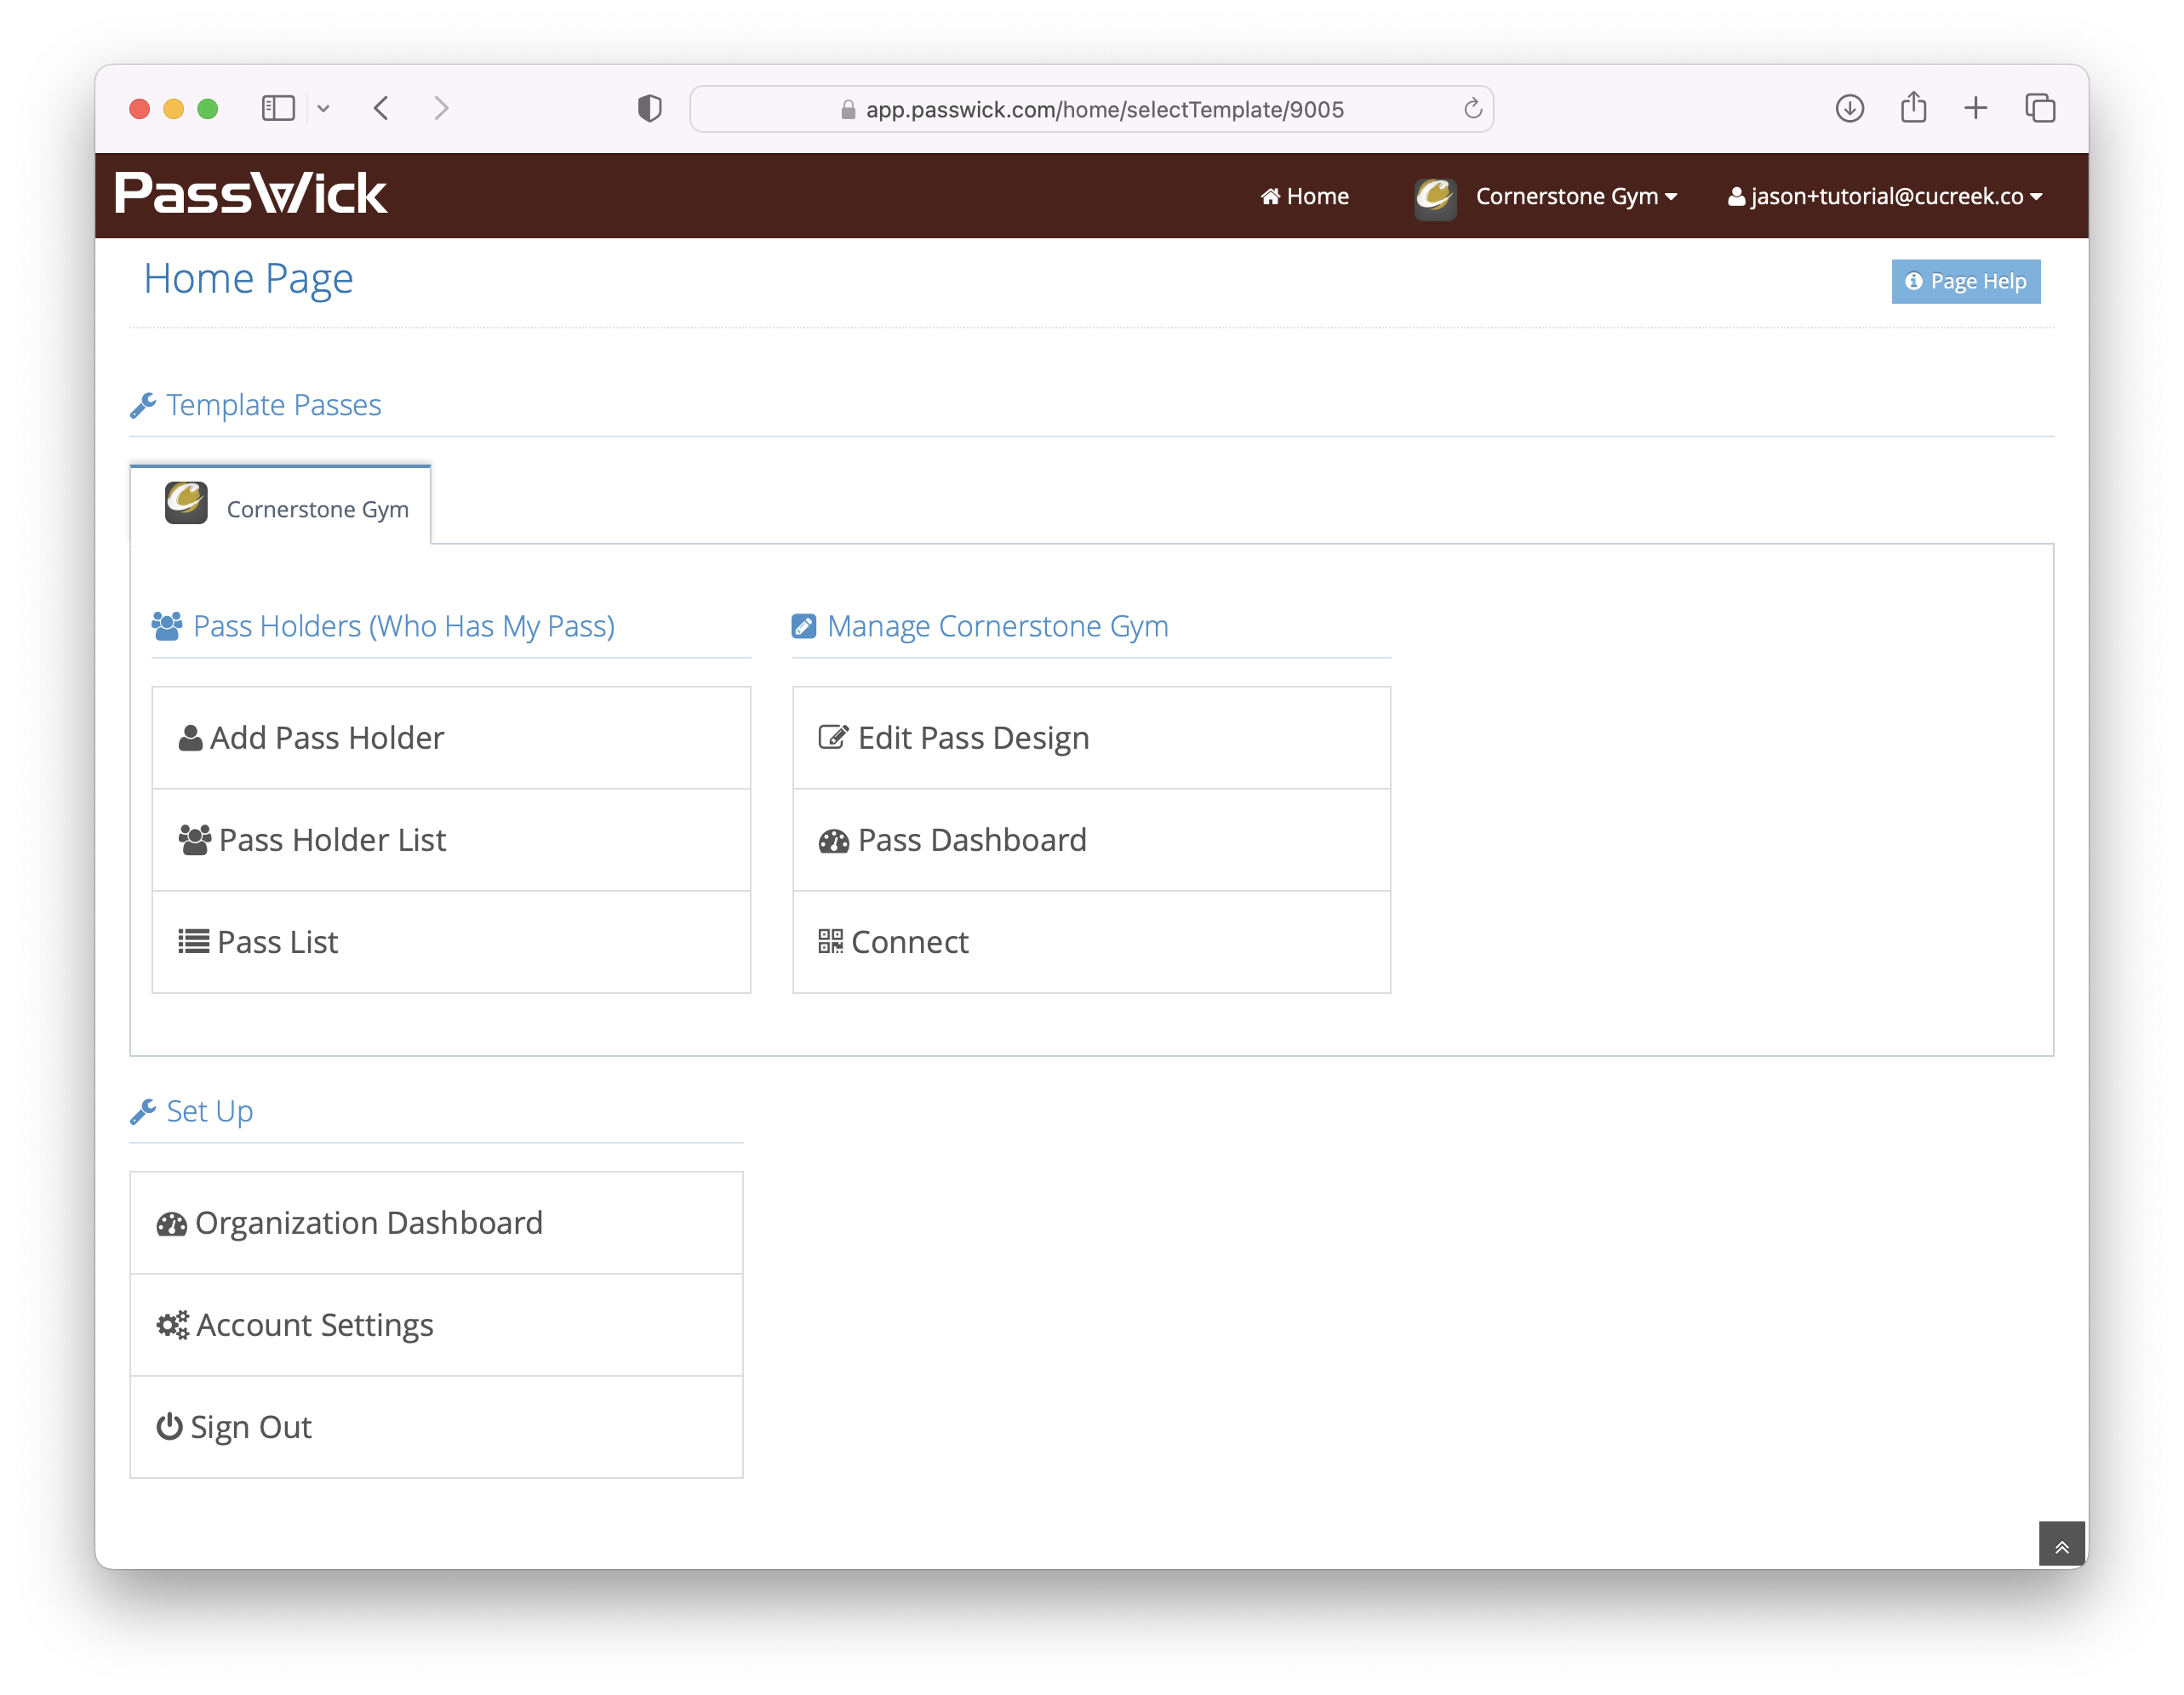 app.passwick.com/home/selectTemplate/9005
PassWick
Home
Cornerstone Gym
jason+tutorial@cucreek.co
Home Page
Page Help
Template Passes
Cornerstone Gym
Pass Holders (Who Has My Pass)
Manage Cornerstone Gym
Add Pass Holder
Edit Pass Design
Pass Holder List
Pass Dashboard
Pass List
Connect
Set Up
Organization Dashboard
Account Settings
Sign Out